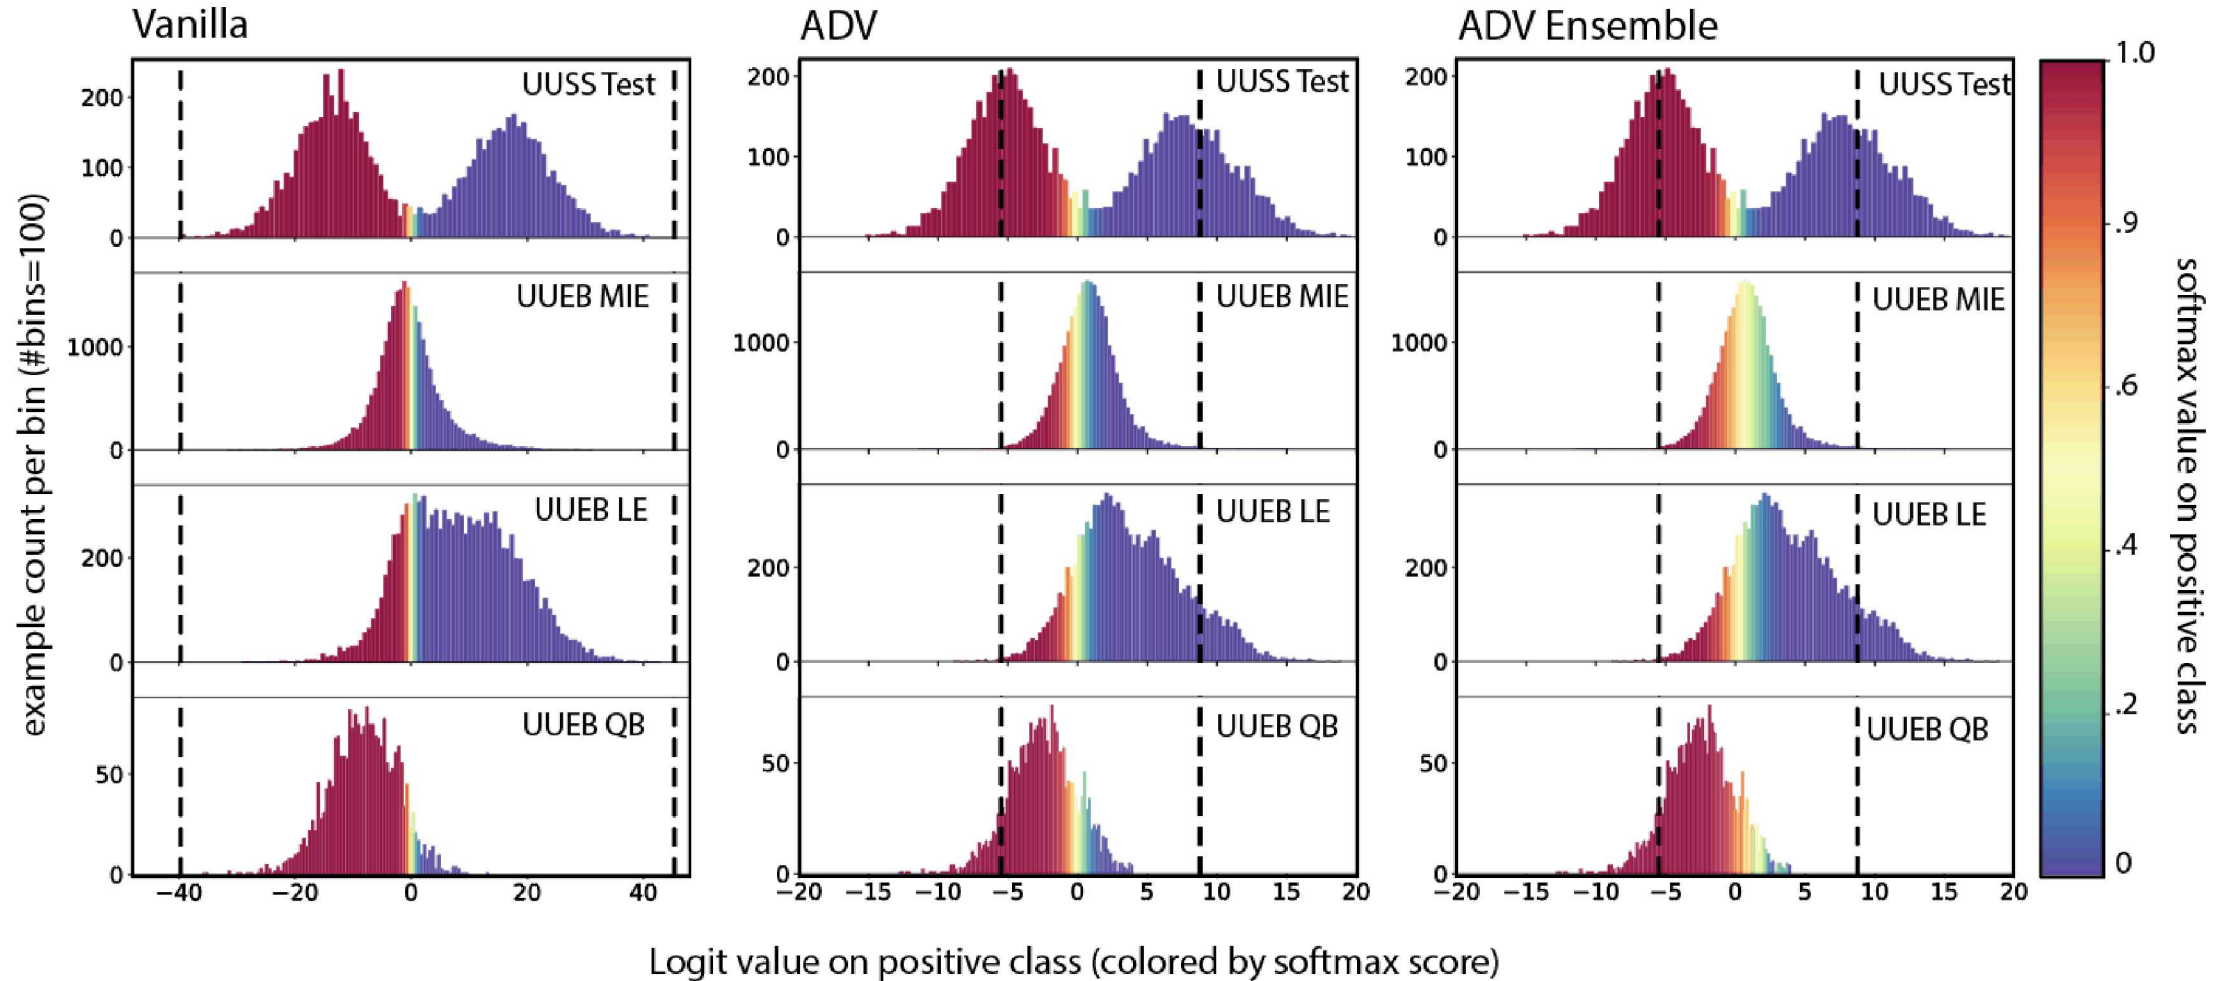 Vanilla
ADV
ADV Ensemble
example count per bin (#bins=100)
UUSS Test
200
100
0
UUEB MIE
1000
0
UUEB LE
200
0
UUEB QB
50
0
−40 −20 0 20 40
UUSS Test
200
100
0
UUEB MIE
1000
0
UUEB LE
200
0
UUEB QB
50
0
−20 −15 −10 −5 0 5 10 15 20
UUSS Test
200
100
0
UUEB MIE
1000
0
UUEB LE
200
0
UUEB QB
50
0
−20 −15 −10 −5 0 5 10 15 20
1.0
.9
.6
.4
.2
0
softmax value on positive class
Logit value on positive class (colored by softmax score)